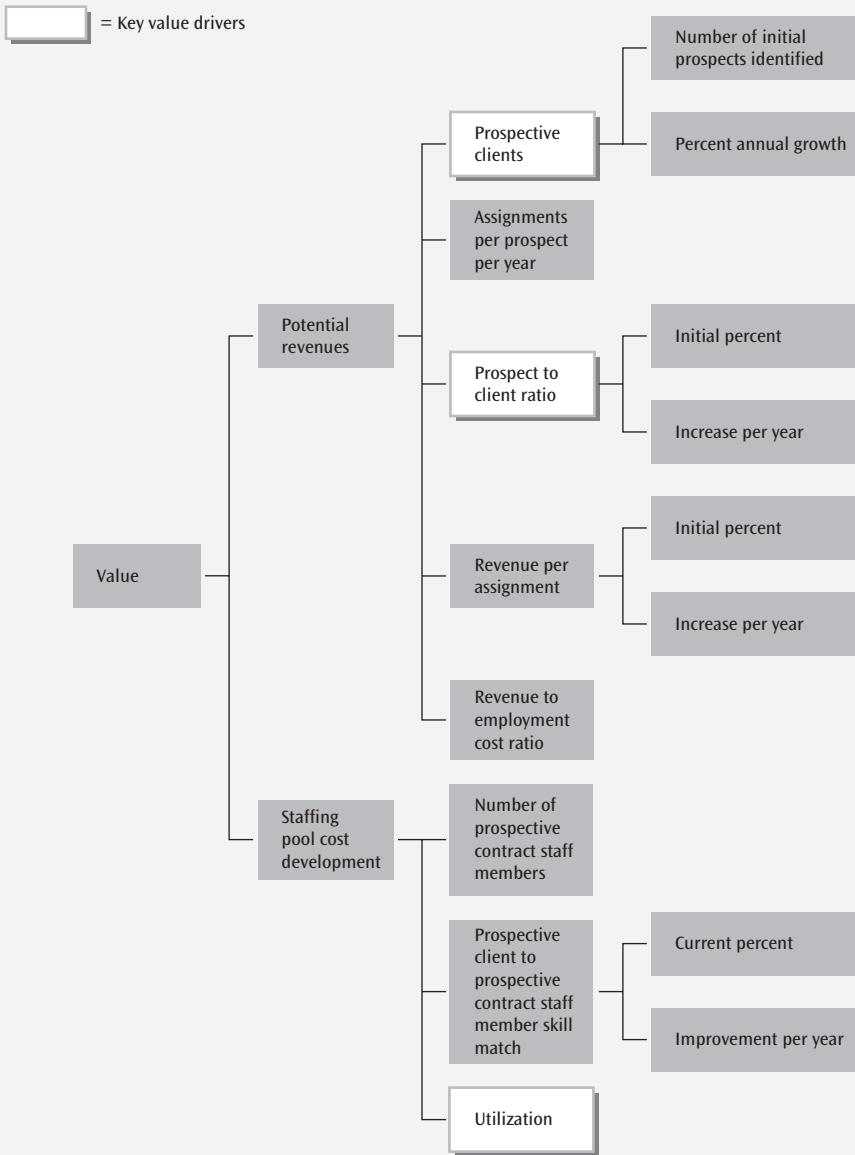 = Key value drivers
Number of initial
prospects identified
Prospective
clients
Percent annual growth
Assignments
per prospect
per year
Potential
revenues
Initial percent
Prospect to
client ratio
Increase per year
Initial percent
Value
Revenue per
assignment
Increase per year
Revenue to
employment
cost ratio
Staffing
pool cost
development
Number of
prospective
contract staff
members
Prospective
client to
prospective
contract staff
member skill
match
Current percent
Improvement per year
Utilization